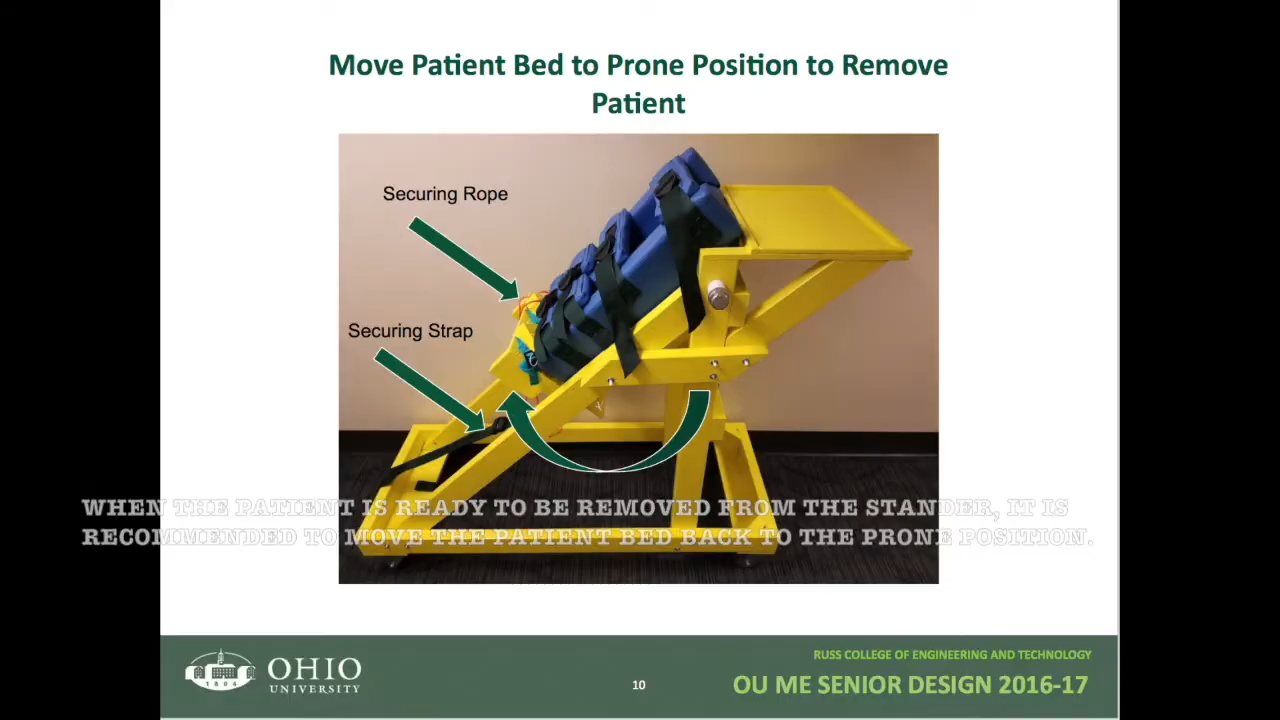 Move Patient Bed to Prone Position to Remove
Patient
Securing Rope
Securing Strap
WHEN THE PATIENT IS READY TO BE REMOVED FROM THE STANDER, IT IS
RECOMMENDED TO MOVE THE PATIENT BED BACK TO THE PRONE POSITION.
RUSS COLLEGE OF ENGINEERING AND TECHNOLOGY
OHIO
UNIVERSITY
1804
10
OU ME SENIOR DESIGN 2016-17